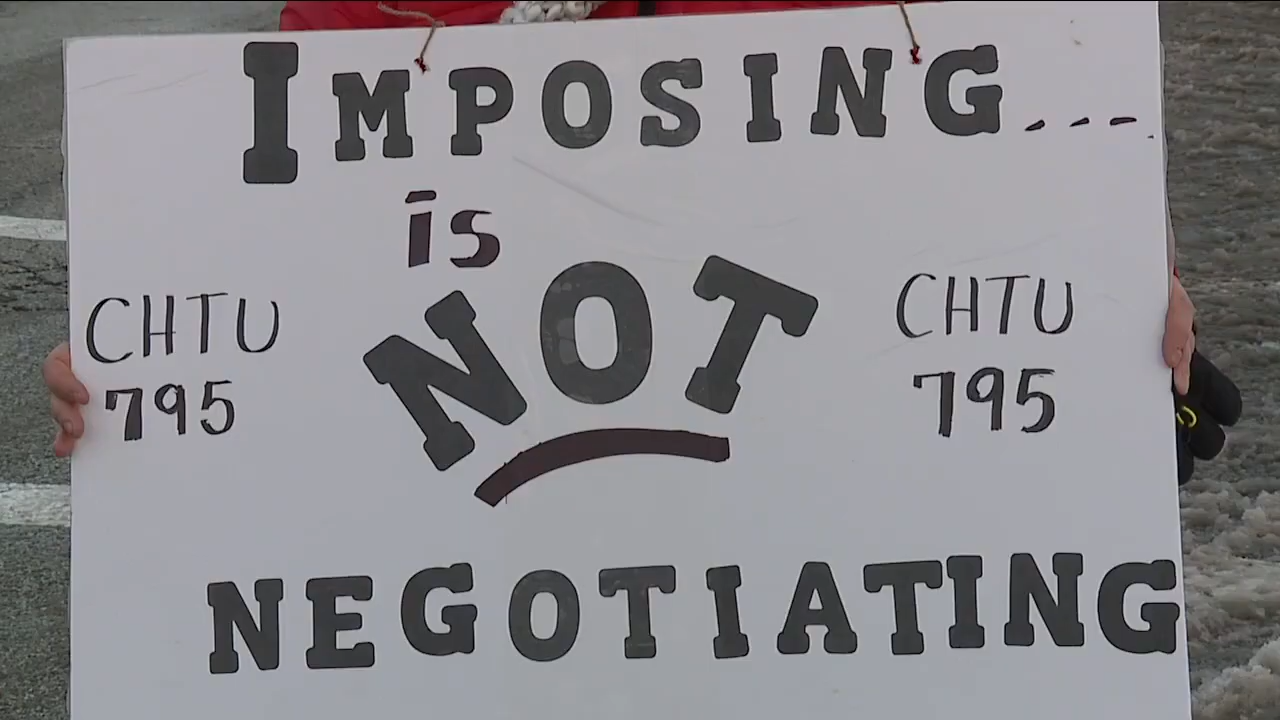 IMPOSING...
is
NOT
CHTU
795
CHTU
795
NEGOTIATING